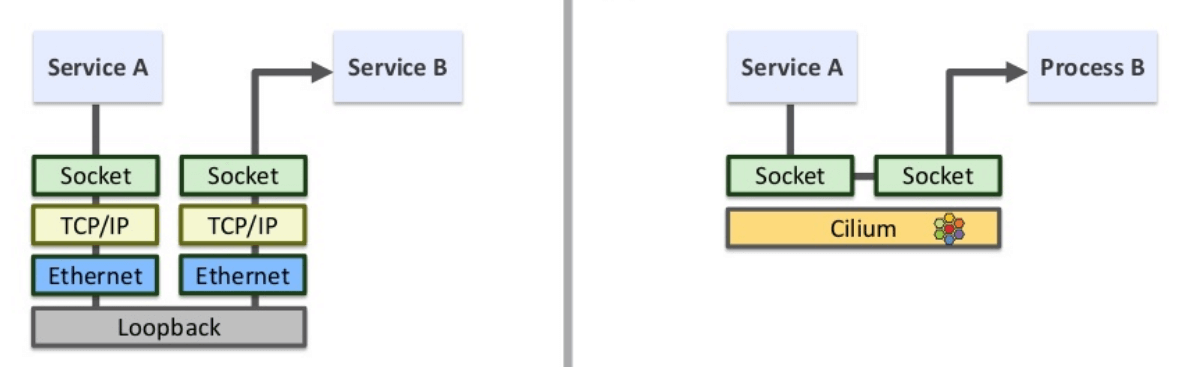 Service A
Service B
Socket
Socket
TCP/IP
TCP/IP
Ethernet
Ethernet
Loopback
Service A
Process B
Socket
Socket
Cilium